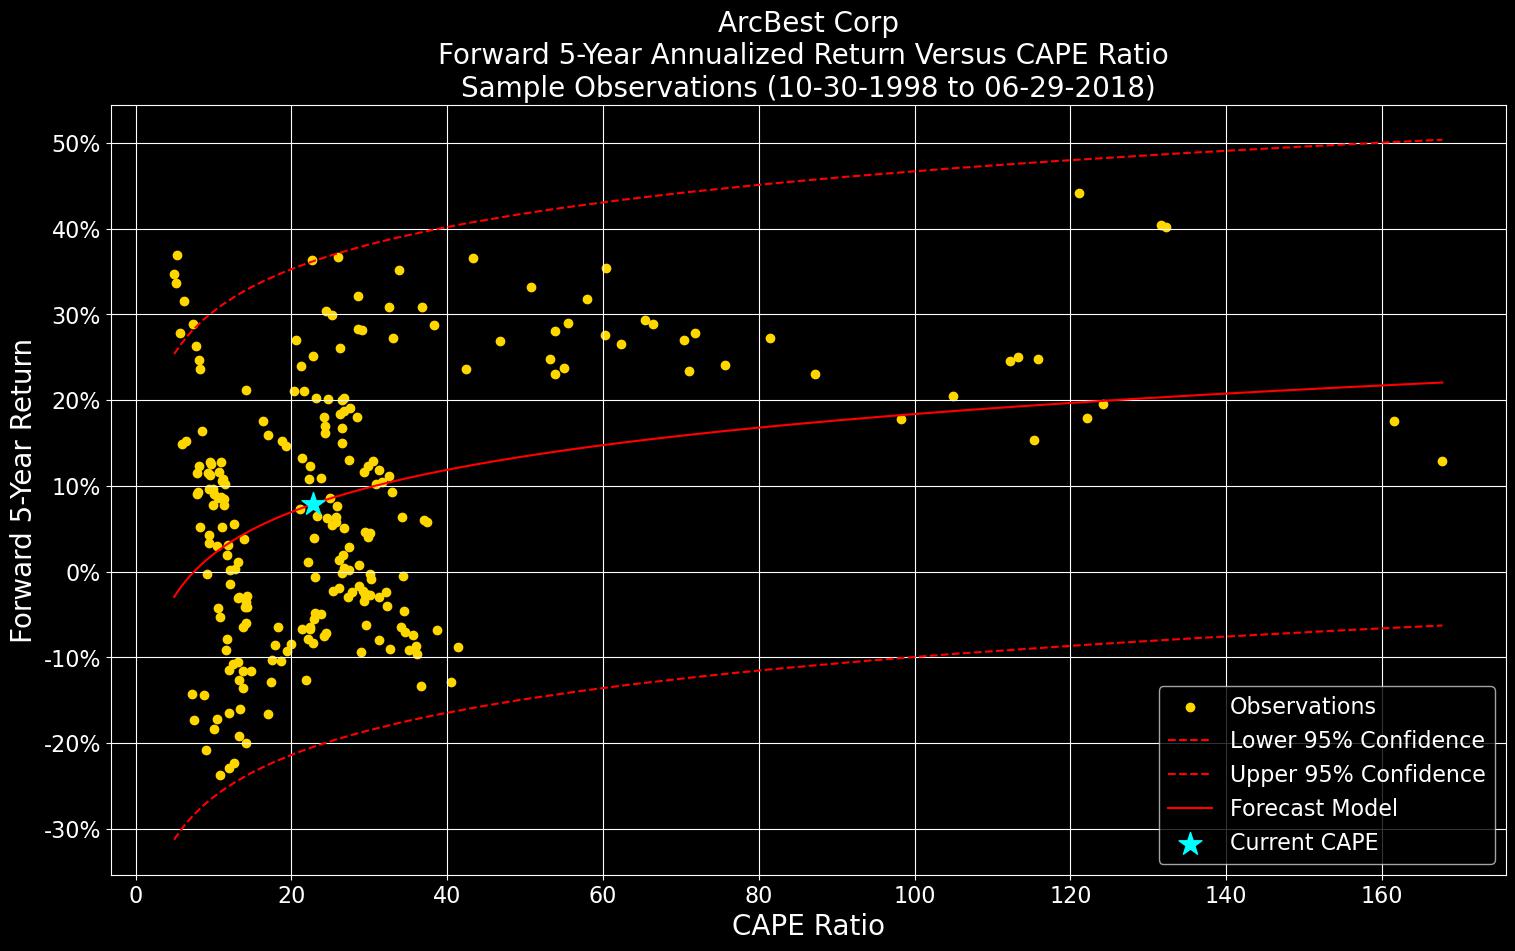 ArcBest Corp
Forward 5-Year Annualized Return Versus CAPE Ratio
Sample Observations (10-30-1998 to 06-29-2018)
Forward 5-Year Return
50%
40%
30%
20%
10%
0%
-10%
-20%
-30%
Observations
Lower 95% Confidence
Upper 95% Confidence
Forecast Model
Current CAPE
0 20 40 60 80 100 120 140 160
CAPE Ratio